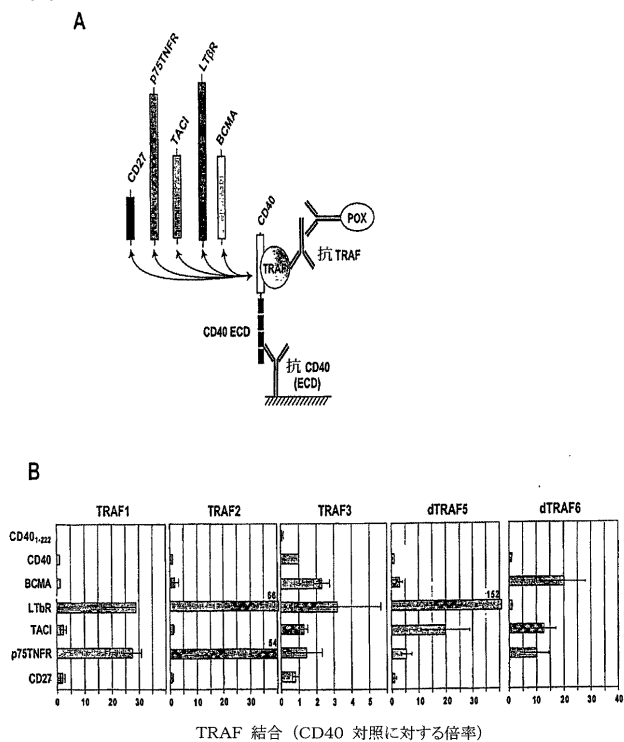 A
p75TNFR
LTβR
TACI
BCMA
CD27
CD40
POX
TRAF
抗 TRAF
CD40 ECD
抗 CD40
(ECD)
B
TRAF1 TRAF2 TRAF3 dTRAF5 dTRAF6
CD40₁₋₂₂₂
CD40
BCMA
LTbR 56 152
TACI
p75TNFR 54
CD27
0 10 20 30 0 10 20 30 0 1 2 3 4 5 0 10 20 30 0 10 20 30 40
TRAF 結合 (CD40 対照に対する倍率)